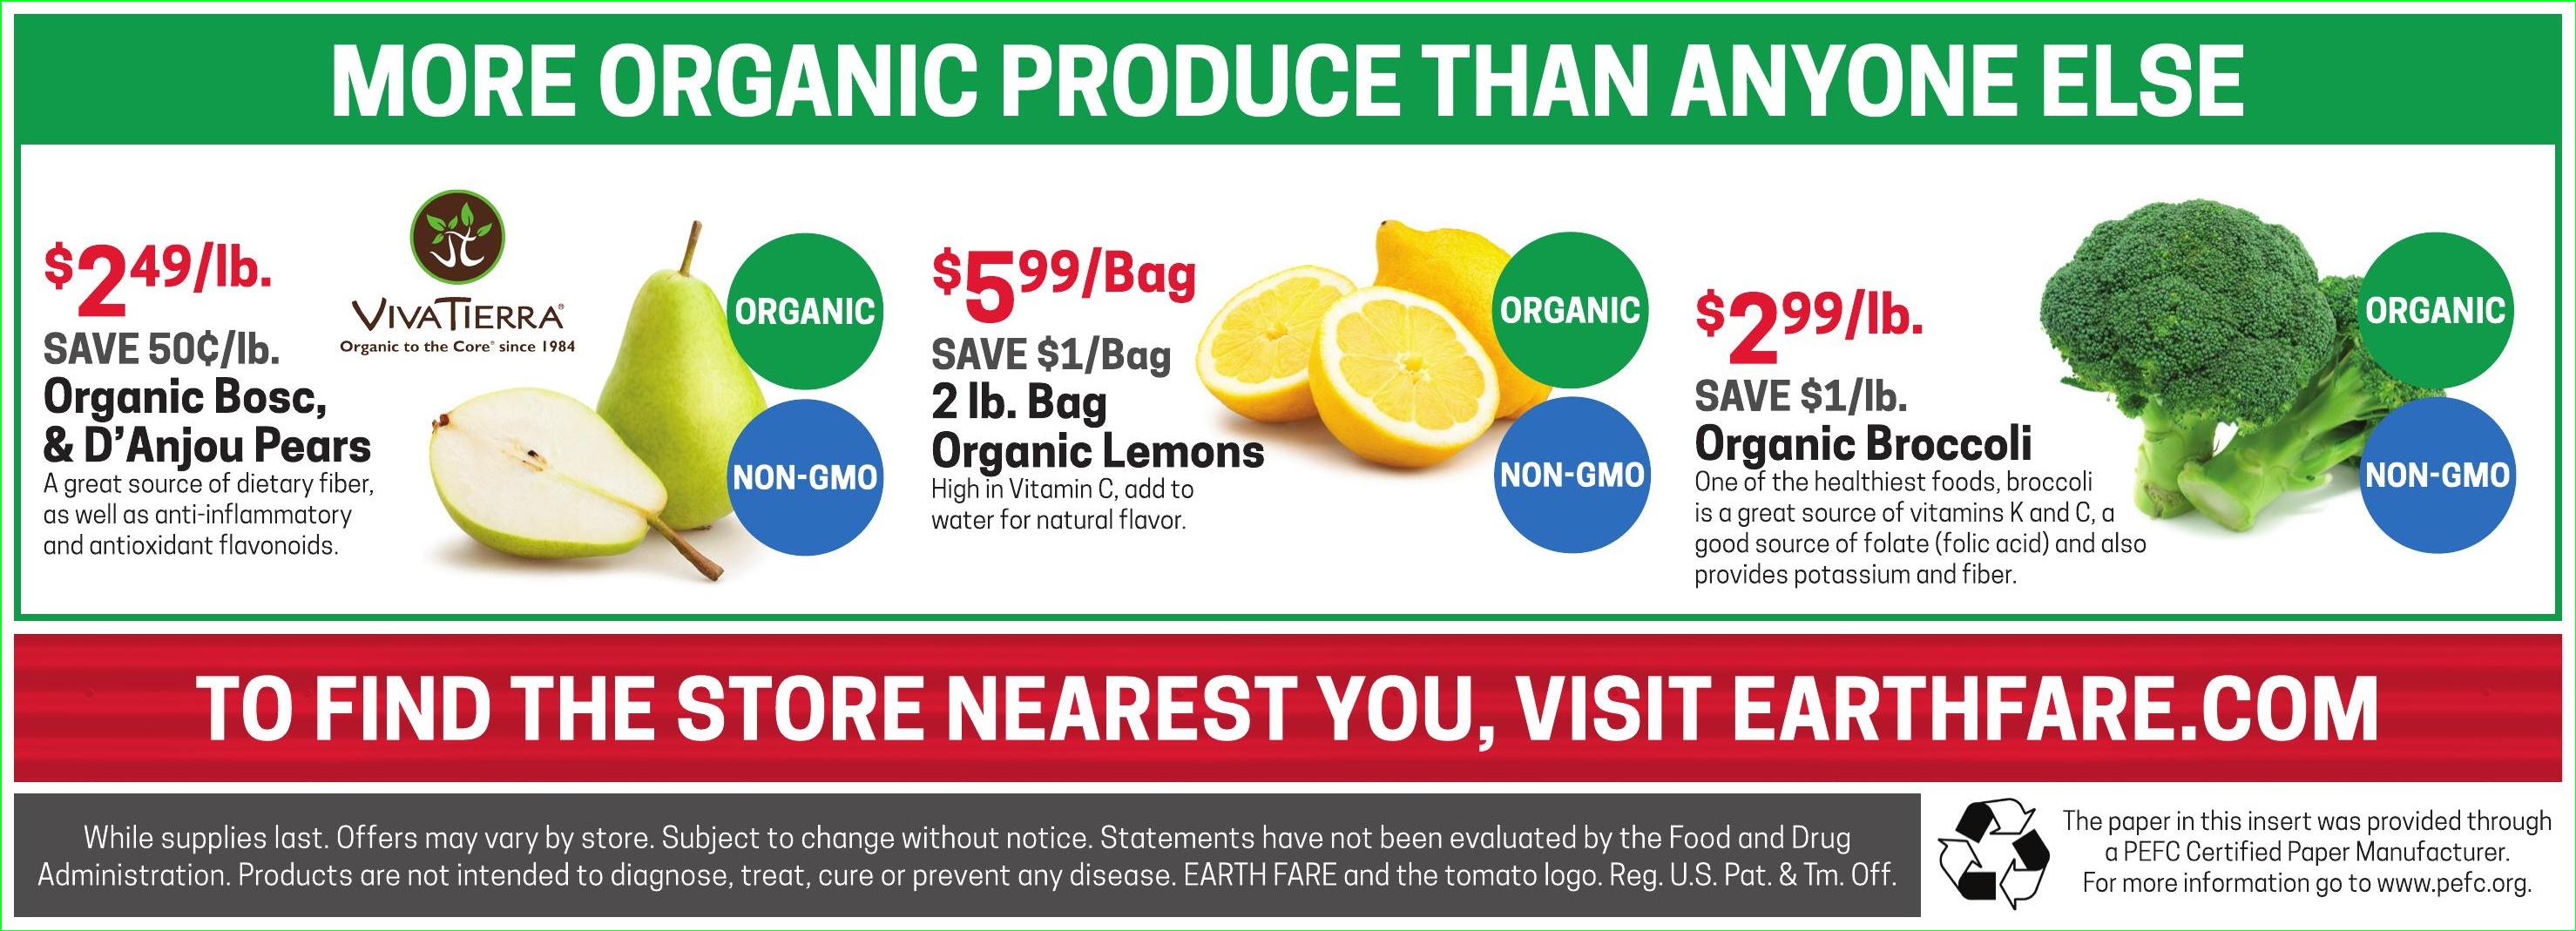 MORE ORGANIC PRODUCE THAN ANYONE ELSE
$2 49/lb.
SAVE 50¢/lb.
Organic Bosc,
& D'Anjou Pears
A great source of dietary fiber,
as well as anti-inflammatory
and antioxidant flavonoids.
VIVATIERRA®
Organic to the Core® since 1984
ORGANIC
NON-GMO
$5 99/Bag
SAVE $1/Bag
2 lb. Bag
Organic Lemons
High in Vitamin C, add to
water for natural flavor.
ORGANIC
NON-GMO
$2 99/lb.
SAVE $1/lb.
Organic Broccoli
One of the healthiest foods, broccoli
is a great source of vitamins K and C, a
good source of folate (folic acid) and also
provides potassium and fiber.
ORGANIC
NON-GMO
TO FIND THE STORE NEAREST YOU, VISIT EARTHFARE.COM
While supplies last. Offers may vary by store. Subject to change without notice. Statements have not been evaluated by the Food and Drug
Administration. Products are not intended to diagnose, treat, cure or prevent any disease. EARTH FARE and the tomato logo. Reg. U.S. Pat. & Tm. Off.
The paper in this insert was provided through
a PEFC Certified Paper Manufacturer.
For more information go to www.pefc.org.